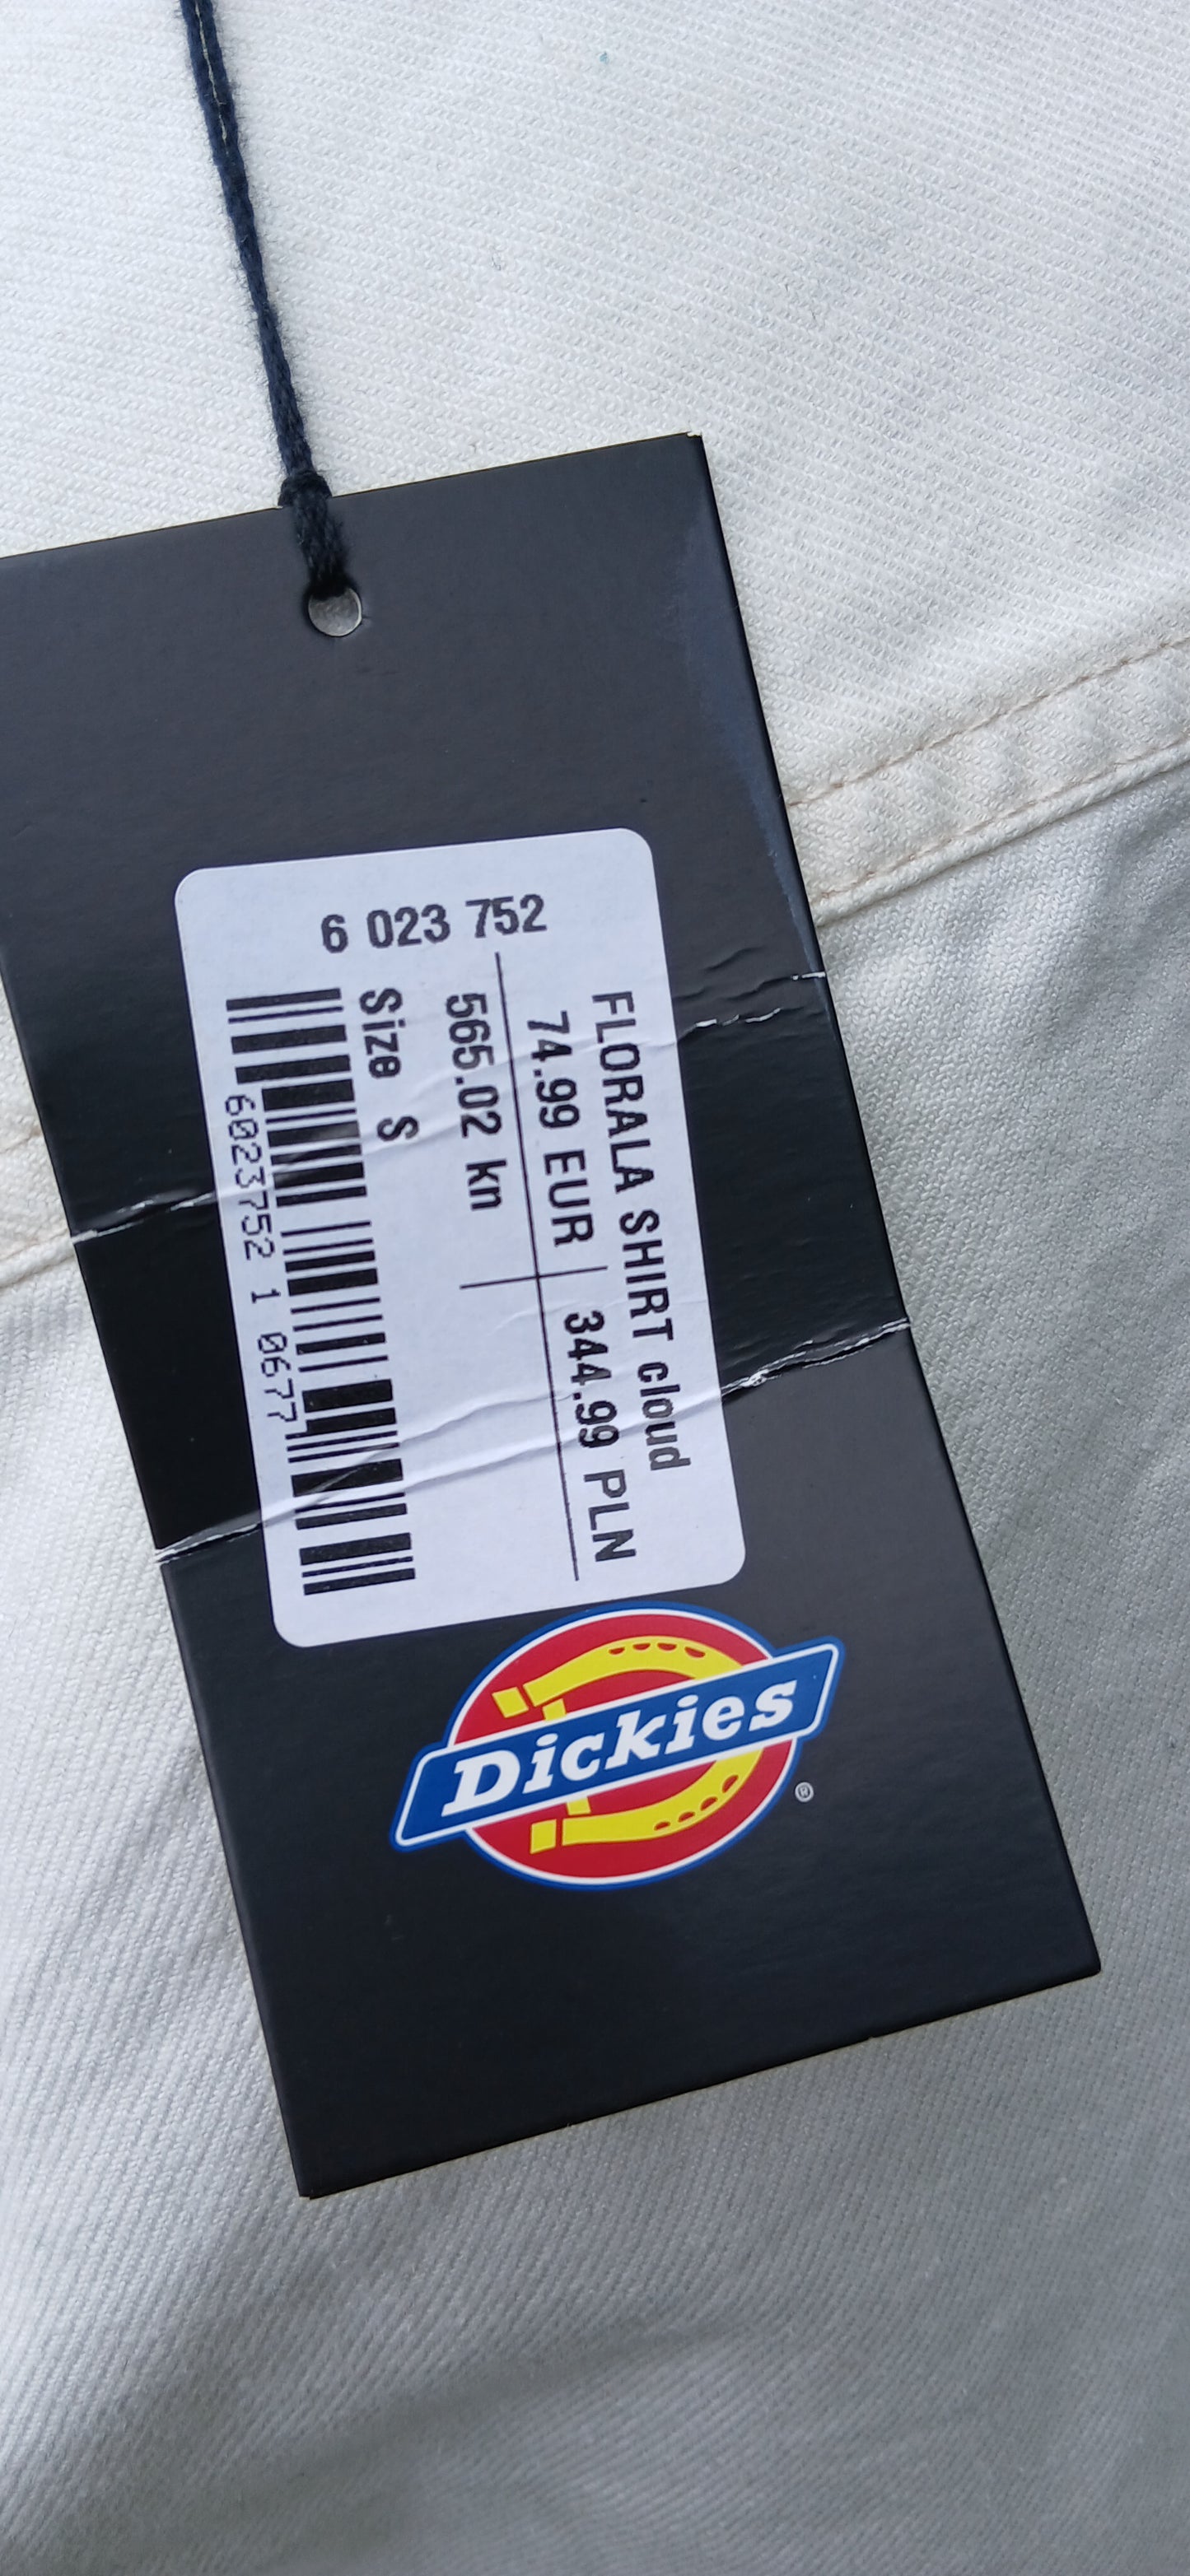 6 023 752
FLORALA SHIRT cloud
74.99 EUR
344.99 PLN
565.02 kn
Size S
6023752 1 0677
Dickies
®